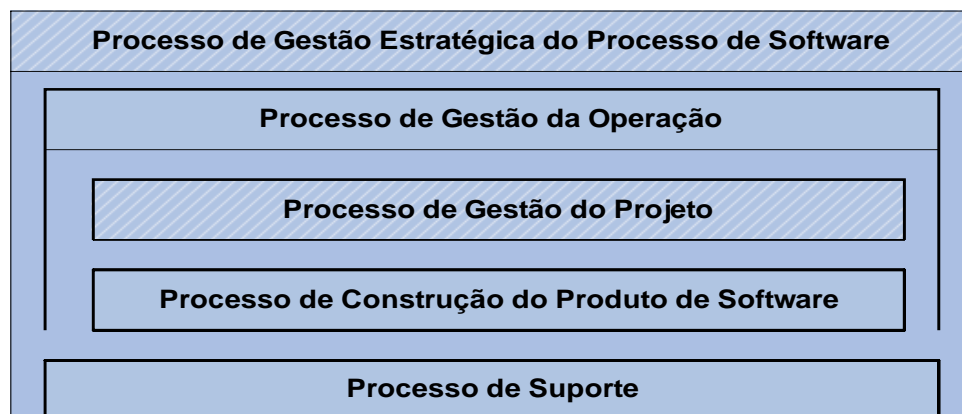 Processo de Gestão Estratégica do Processo de Software
Processo de Gestão da Operação
Processo de Gestão do Projeto
Processo de Construção do Produto de Software
Processo de Suporte